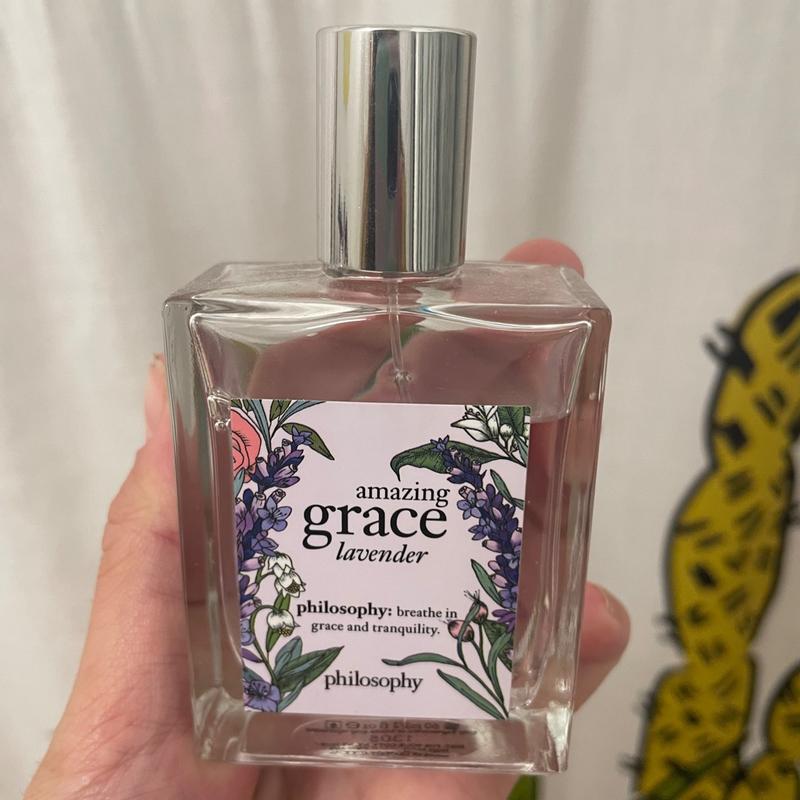 amazing
grace
lavender
philosophy: breathe in
grace and tranquility.
philosophy